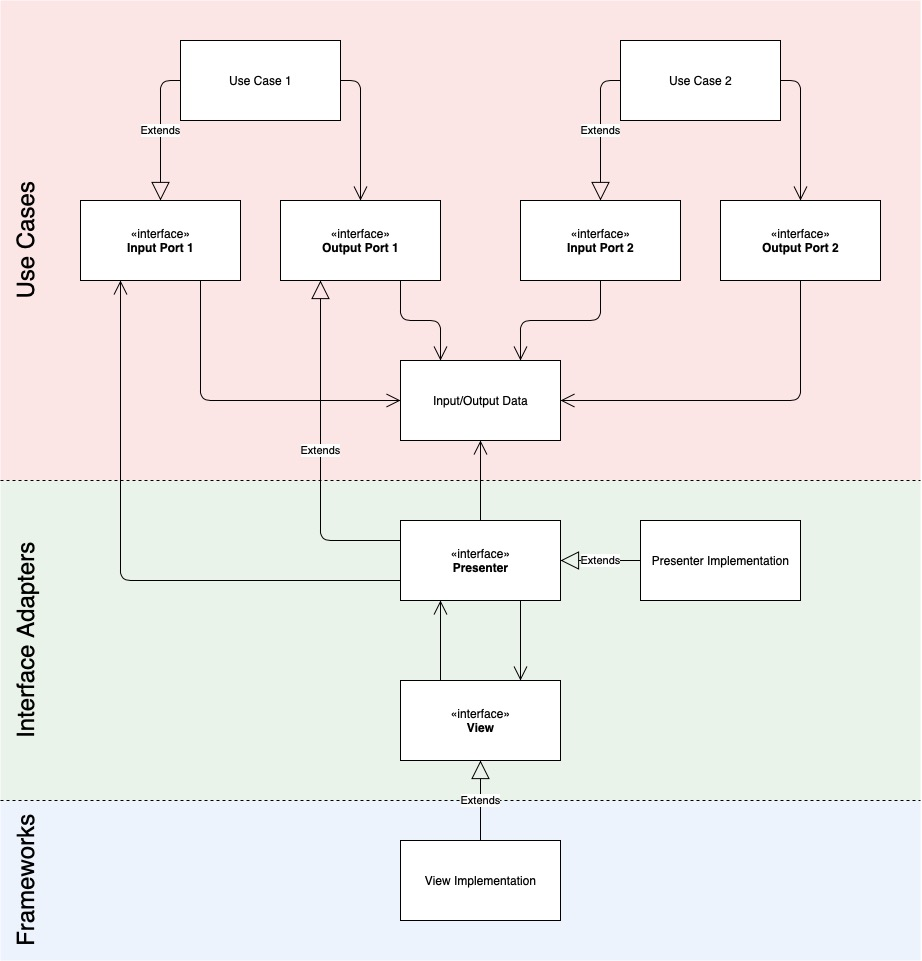 Use Cases
Use Case 1
Use Case 2
Extends
Extends
«interface»
Input Port 1
«interface»
Output Port 1
«interface»
Input Port 2
«interface»
Output Port 2
Input/Output Data
Extends
Interface Adapters
«interface»
Presenter
Extends
Presenter Implementation
«interface»
View
Extends
Frameworks
View Implementation